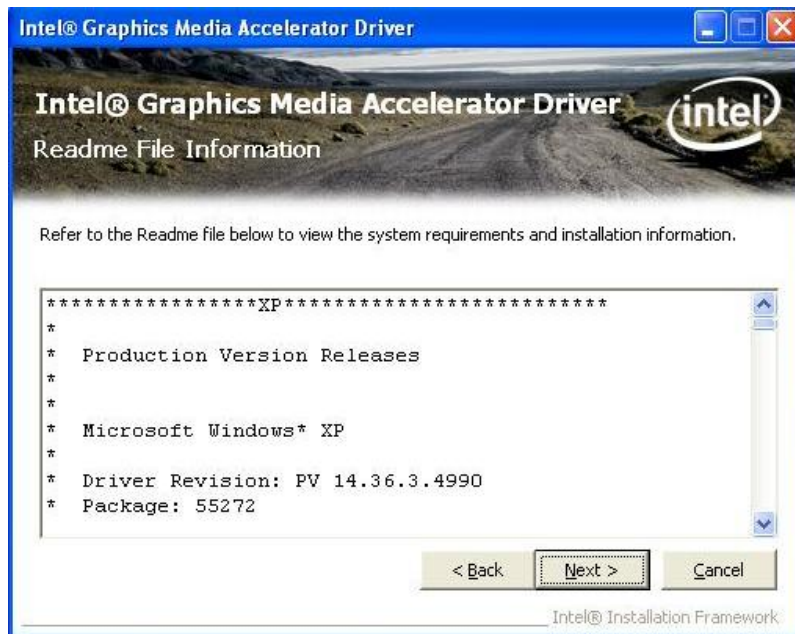 Intel® Graphics Media Accelerator Driver
Intel® Graphics Media Accelerator Driver
intel
Readme File Information
Refer to the Readme file below to view the system requirements and installation information.
*****************XP**************************
*
* Production Version Releases
*
*
* Microsoft Windows* XP
*
* Driver Revision: PV 14.36.3.4990
* Package: 55272
< Back Next > Cancel
Intel® Installation Framework